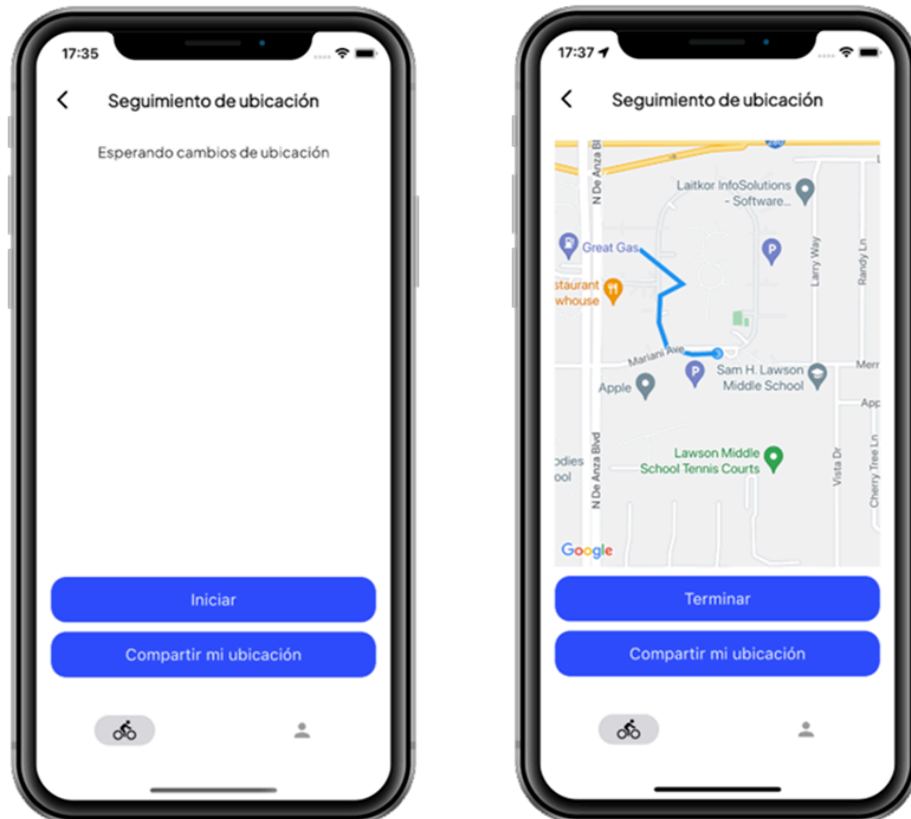 17:35
Seguimiento de ubicación
Esperando cambios de ubicación
Iniciar
Compartir mi ubicación
17:37
Seguimiento de ubicación
N De Anza Bl
280
Laitkor InfoSolutions
- Software...
Great Gas
P
Larry Way
Randy Ln
staurant
whouse
Mariani Ave
P
Sam H. Lawson
Middle School
Merr
Apple
App
N De Anza Blvd
odies
ool
Lawson Middle
School Tennis Courts
Vista Dr
Cherry Tree Ln
Google
Terminar
Compartir mi ubicación